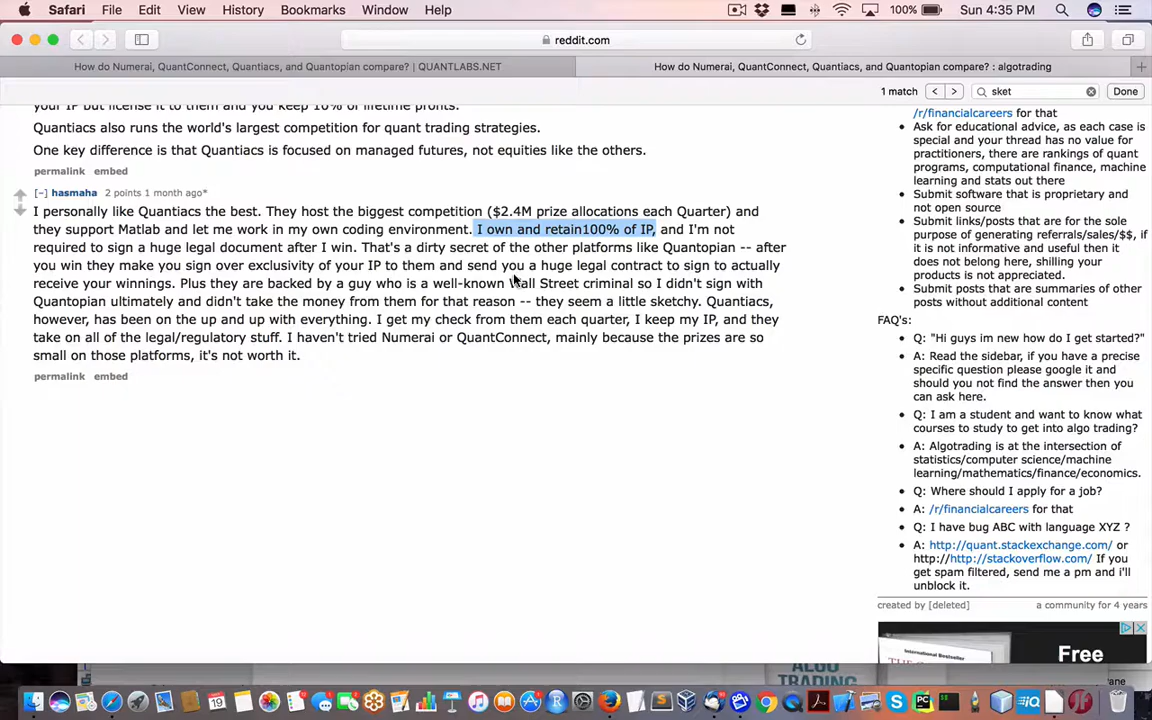 Safari File Edit View History Bookmarks Window Help 100% Sun 4:35 PM
reddit.com
How do Numerai, QuantConnect, Quantiacs, and Quantopian compare? | QUANTLABS.NET
How do Numerai, QuantConnect, Quantiacs, and Quantopian compare? : algotrading
1 match < > sket Done
your IP but license it to them and you keep 10% of lifetime profits.
Quantiacs also runs the world's largest competition for quant trading strategies.
One key difference is that Quantiacs is focused on managed futures, not equities like the others.
permalink embed
[-] hasmaha 2 points 1 month ago*
I personally like Quantiacs the best. They host the biggest competition ($2.4M prize allocations each Quarter) and
they support Matlab and let me work in my own coding environment. I own and retain100% of IP, and I'm not
required to sign a huge legal document after I win. That's a dirty secret of the other platforms like Quantopian -- after
you win they make you sign over exclusivity of your IP to them and send you a huge legal contract to sign to actually
receive your winnings. Plus they are backed by a guy who is a well-known Wall Street criminal so I didn't sign with
Quantopian ultimately and didn't take the money from them for that reason -- they seem a little sketchy. Quantiacs,
however, has been on the up and up with everything. I get my check from them each quarter, I keep my IP, and they
take on all of the legal/regulatory stuff. I haven't tried Numerai or QuantConnect, mainly because the prizes are so
small on those platforms, it's not worth it.
permalink embed
/r/financialcareers for that
Ask for educational advice, as each case is
special and your thread has no value for
practitioners, there are rankings of quant
programs, computational finance, machine
learning and stats out there
Submit software that is proprietary and
not open source
Submit links/posts that are for the sole
purpose of generating referrals/sales/$$, if
it is not informative and useful then it
does not belong here, shilling your
products is not appreciated.
Submit posts that are summaries of other
posts without additional content
FAQ's:
Q: "Hi guys im new how do I get started?"
A: Read the sidebar, if you have a precise
specific question please google it and
should you not find the answer then you
can ask here.
Q: I am a student and want to know what
courses to study to get into algo trading?
A: Algotrading is at the intersection of
statistics/computer science/machine
learning/mathematics/finance/economics.
Q: Where should I apply for a job?
A: /r/financialcareers for that
Q: I have bug ABC with language XYZ ?
A: http://quant.stackexchange.com/ or
http://http://stackoverflow.com/ If you
get spam filtered, send me a pm and i'll
unblock it.
created by [deleted] a community for 4 years
International Bestseller
Free
ALGO
TRADING